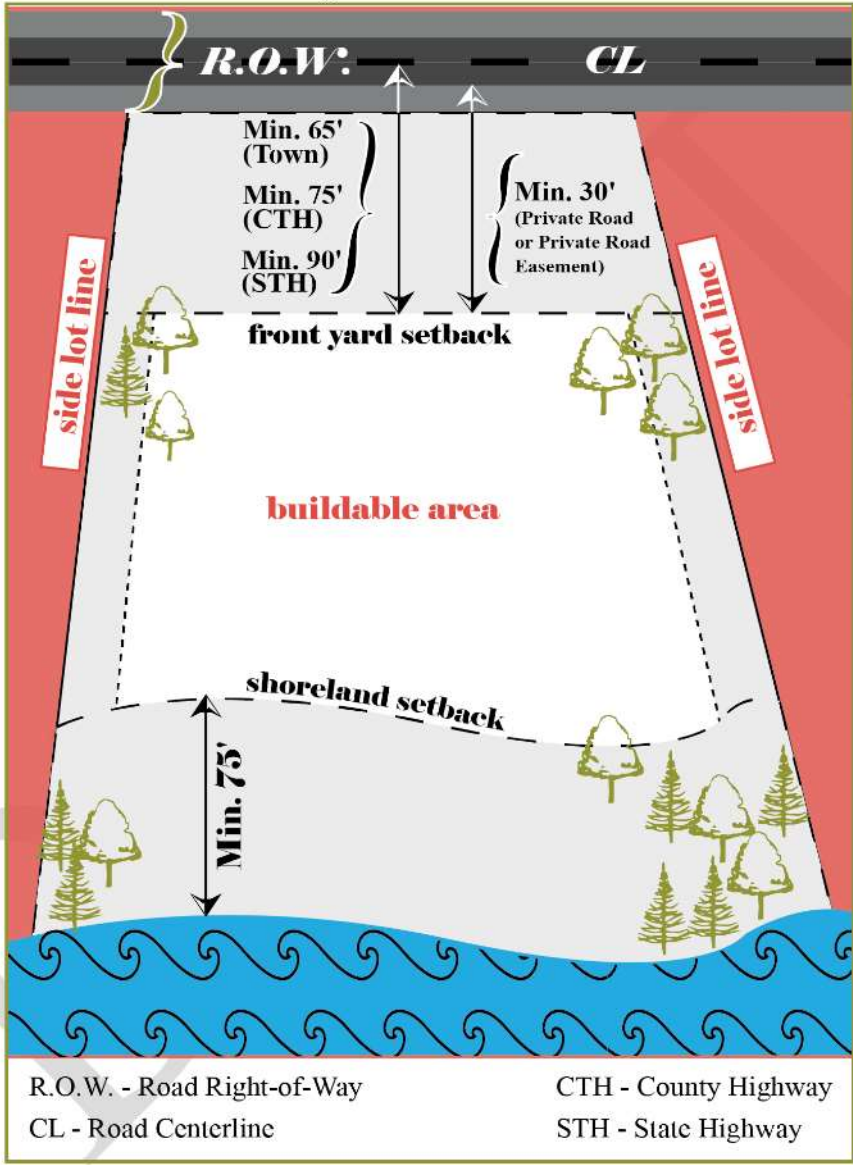 R.O.W. CL
Min. 65'
(Town)
Min. 75'
(CTH)
Min. 90'
(STH)
Min. 30'
(Private Road
or Private Road
Easement)
side lot line
side lot line
front yard setback
buildable area
shoreland setback
Min. 75'
R.O.W. - Road Right-of-Way
CTH - County Highway
CL - Road Centerline
STH - State Highway